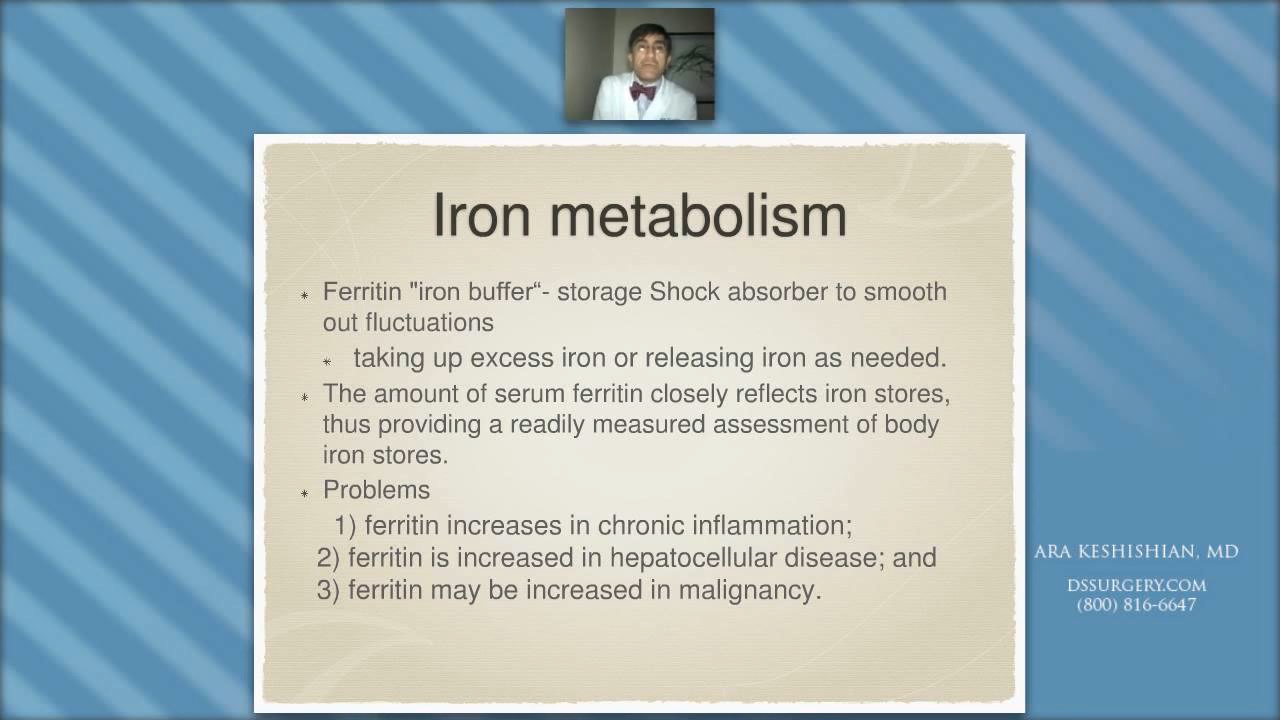 Iron metabolism
* Ferritin "iron buffer“- storage Shock absorber to smooth
out fluctuations
* taking up excess iron or releasing iron as needed.
* The amount of serum ferritin closely reflects iron stores,
thus providing a readily measured assessment of body
iron stores.
* Problems
1) ferritin increases in chronic inflammation;
2) ferritin is increased in hepatocellular disease; and
3) ferritin may be increased in malignancy.
ARA KESHISHIAN, MD
DSSURGERY.COM
(800) 816-6647